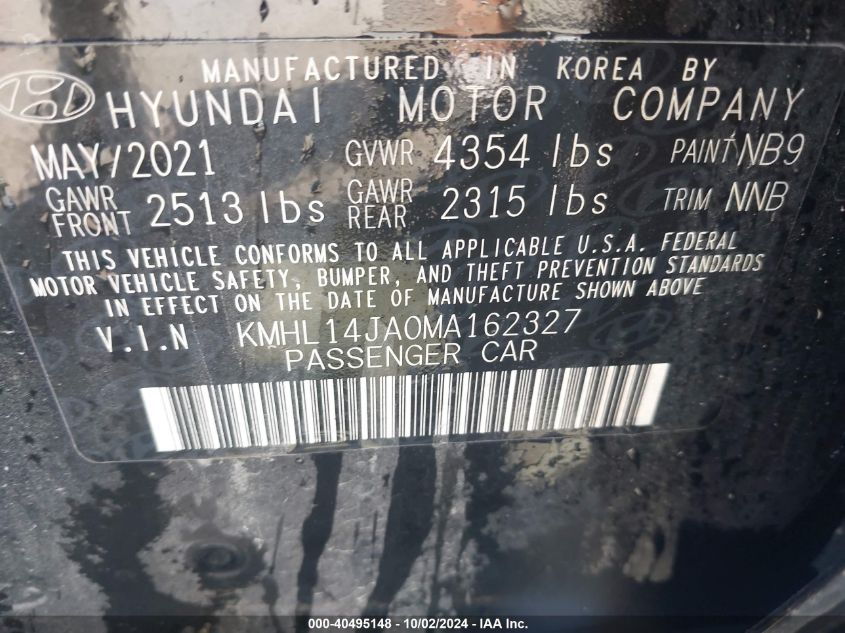 MANUFACTURED IN KOREA BY
HYUNDAI MOTOR COMPANY
MAY/2021 GVWR 4354 lbs PAINT NB9
GAWR FRONT 2513 lbs GAWR REAR 2315 lbs TRIM NNB
THIS VEHICLE CONFORMS TO ALL APPLICABLE U.S.A. FEDERAL
MOTOR VEHICLE SAFETY, BUMPER, AND THEFT PREVENTION STANDARDS
IN EFFECT ON THE DATE OF MANUFACTURE SHOWN ABOVE
V.I.N KMHL14JA0MA162327
PASSENGER CAR
000-40495148 - 10/02/2024 - IAA Inc.